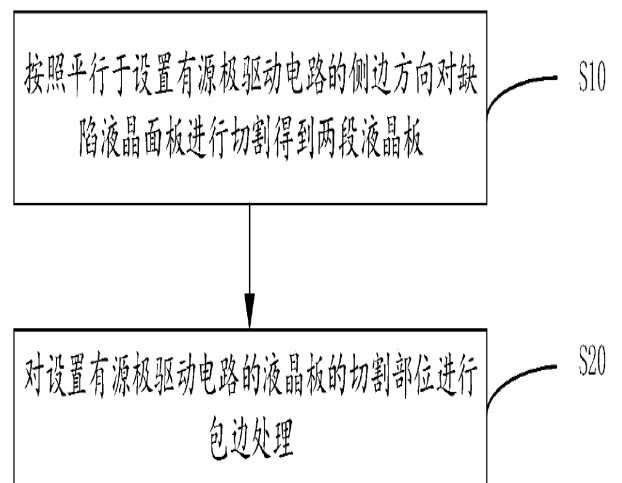 按照平行于设置有源极驱动电路的侧边方向对缺
陷液晶面板进行切割得到两段液晶板
S10
对设置有源极驱动电路的液晶板的切割部位进行
包边处理
S20